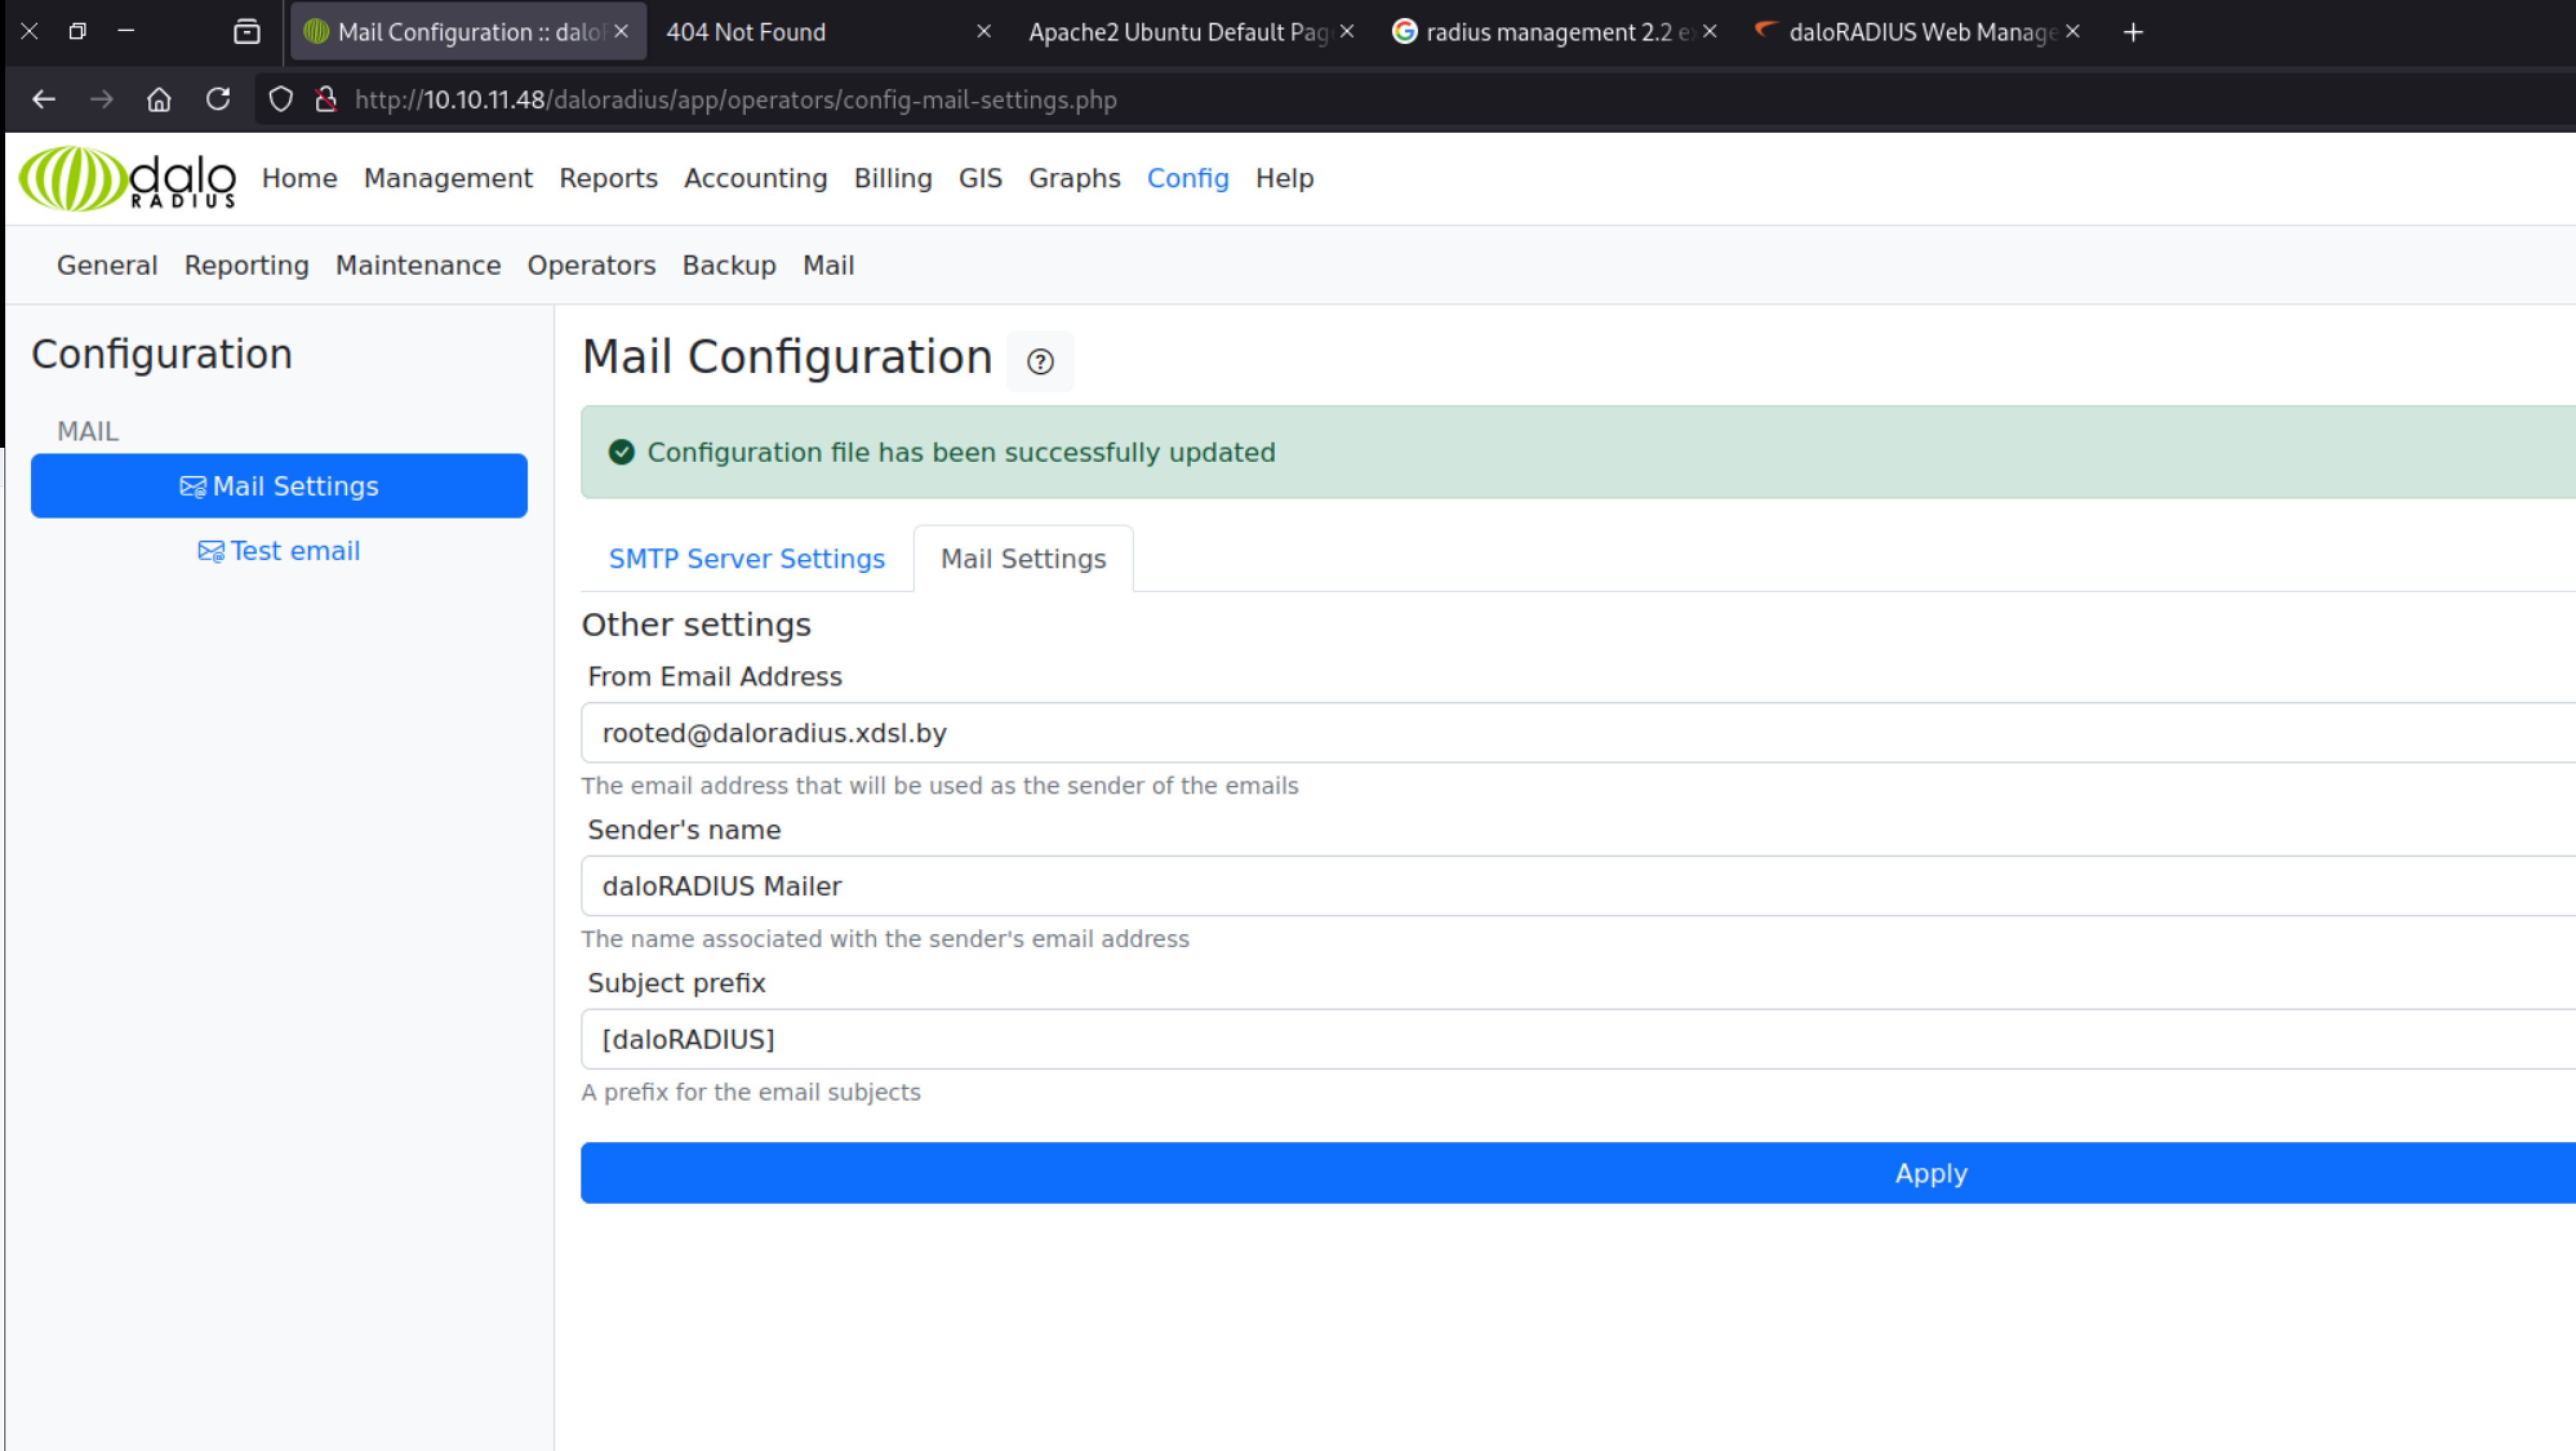 Mail Configuration :: dalo
404 Not Found
Apache2 Ubuntu Default Pag
radius management 2.2 e
daloRADIUS Web Manage
http://10.10.11.48/daloradius/app/operators/config-mail-settings.php
dalo
RADIUS
Home Management Reports Accounting Billing GIS Graphs Config Help
General Reporting Maintenance Operators Backup Mail
Configuration
MAIL
Mail Settings
Test email
Mail Configuration
Configuration file has been successfully updated
SMTP Server Settings Mail Settings
Other settings
From Email Address
rooted@daloradius.xdsl.by
The email address that will be used as the sender of the emails
Sender's name
daloRADIUS Mailer
The name associated with the sender's email address
Subject prefix
[daloRADIUS]
A prefix for the email subjects
Apply